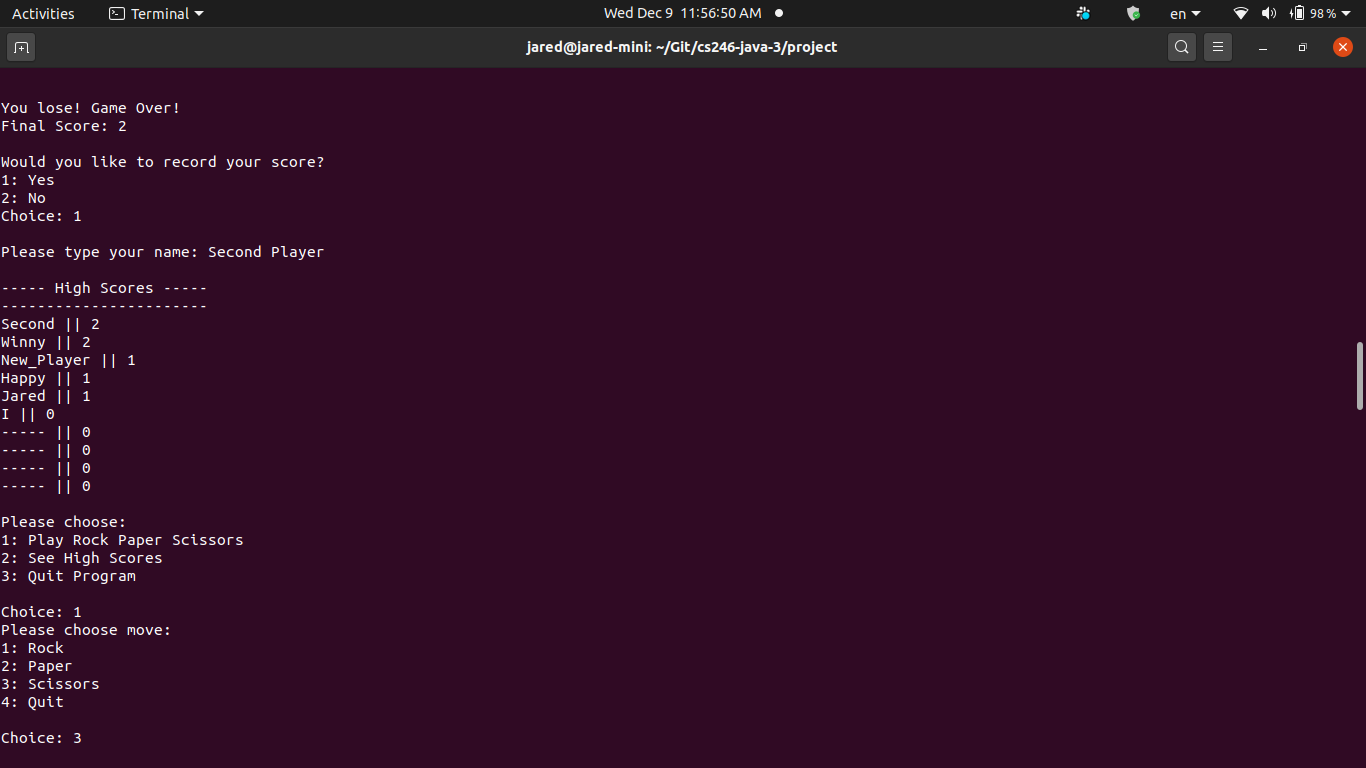 Activities Terminal Wed Dec 9 11:56:50 AM en 98%
jared@jared-mini: ~/Git/cs246-java-3/project
You lose! Game Over!
Final Score: 2
Would you like to record your score?
1: Yes
2: No
Choice: 1
Please type your name: Second Player
----- High Scores -----
-----------------------
Second || 2
Winny || 2
New_Player || 1
Happy || 1
Jared || 1
I || 0
----- || 0
----- || 0
----- || 0
----- || 0
Please choose:
1: Play Rock Paper Scissors
2: See High Scores
3: Quit Program
Choice: 1
Please choose move:
1: Rock
2: Paper
3: Scissors
4: Quit
Choice: 3